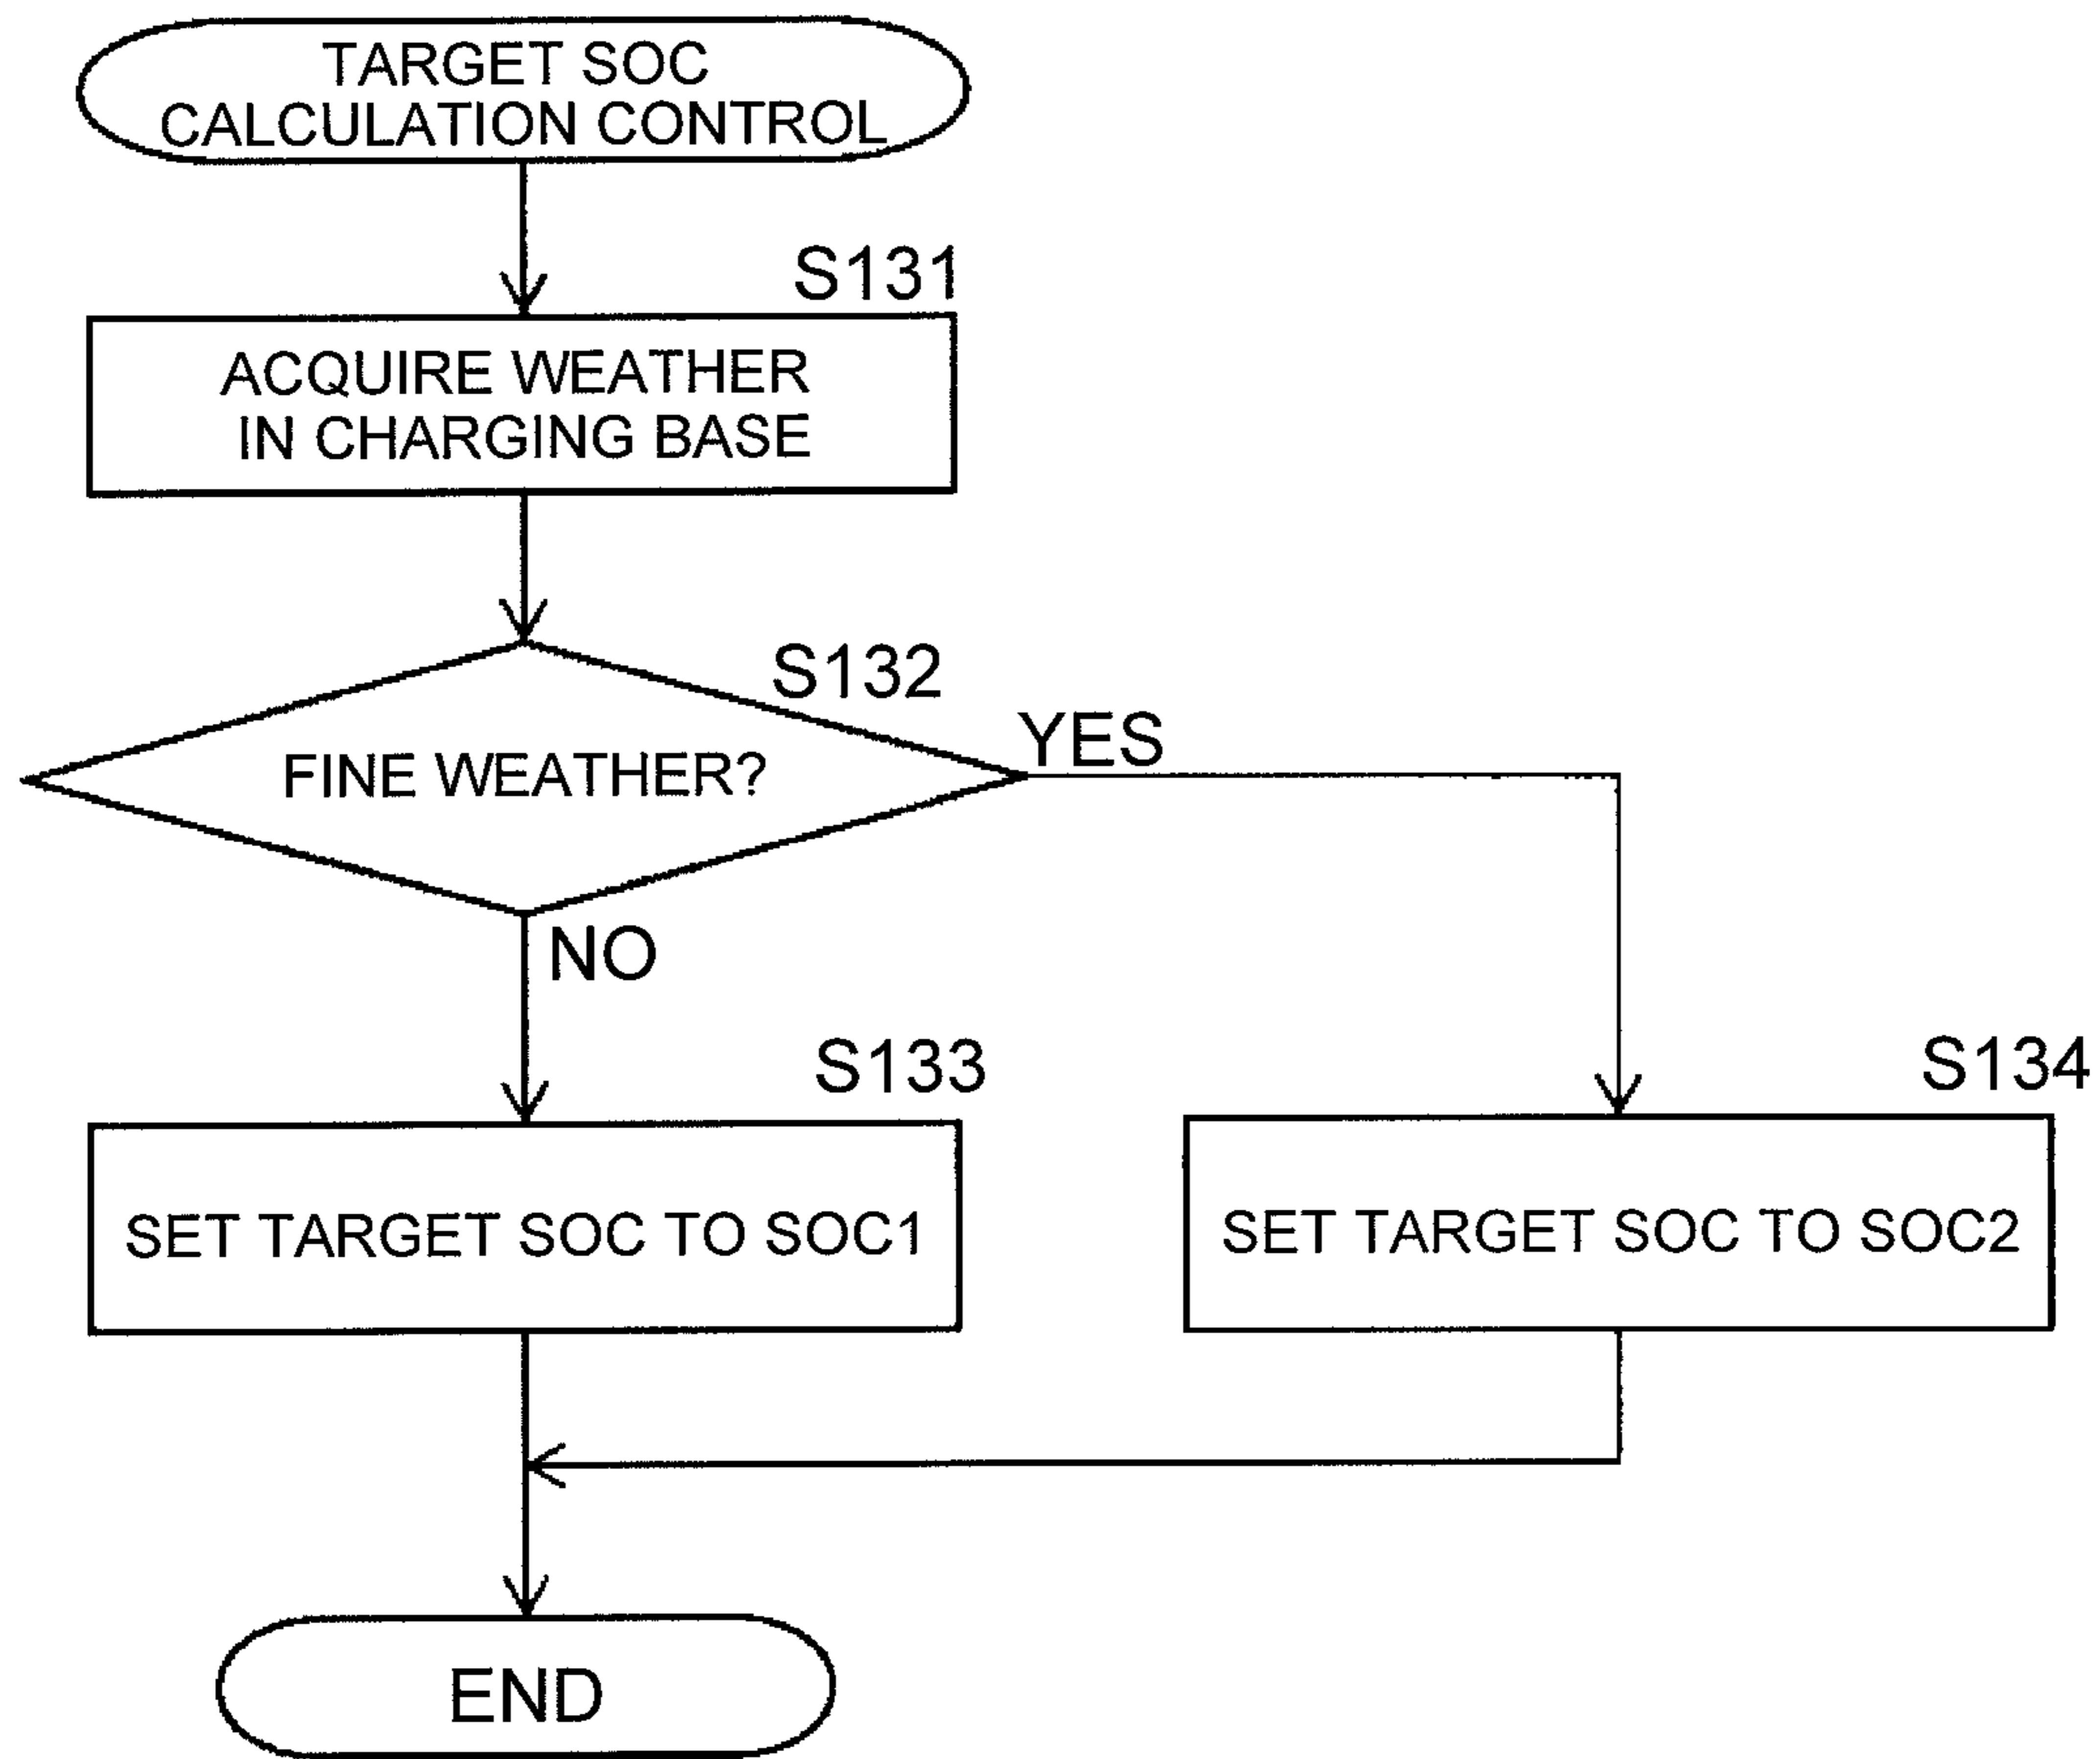 TARGET SOC
CALCULATION CONTROL
S131
ACQUIRE WEATHER
IN CHARGING BASE
S132
FINE WEATHER?
YES
NO
S133
SET TARGET SOC TO SOC1
S134
SET TARGET SOC TO SOC2
END